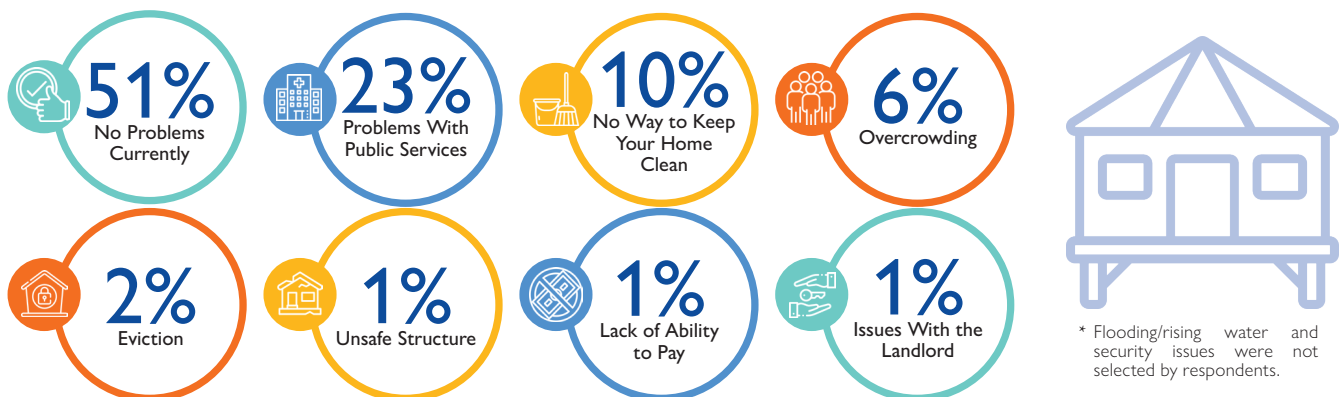 51%
No Problems
Currently
23%
Problems With
Public Services
10%
No Way to Keep
Your Home
Clean
6%
Overcrowding
2%
Eviction
1%
Unsafe Structure
1%
Lack of Ability
to Pay
1%
Issues With the
Landlord
* Flooding/rising water and
security issues were not
selected by respondents.